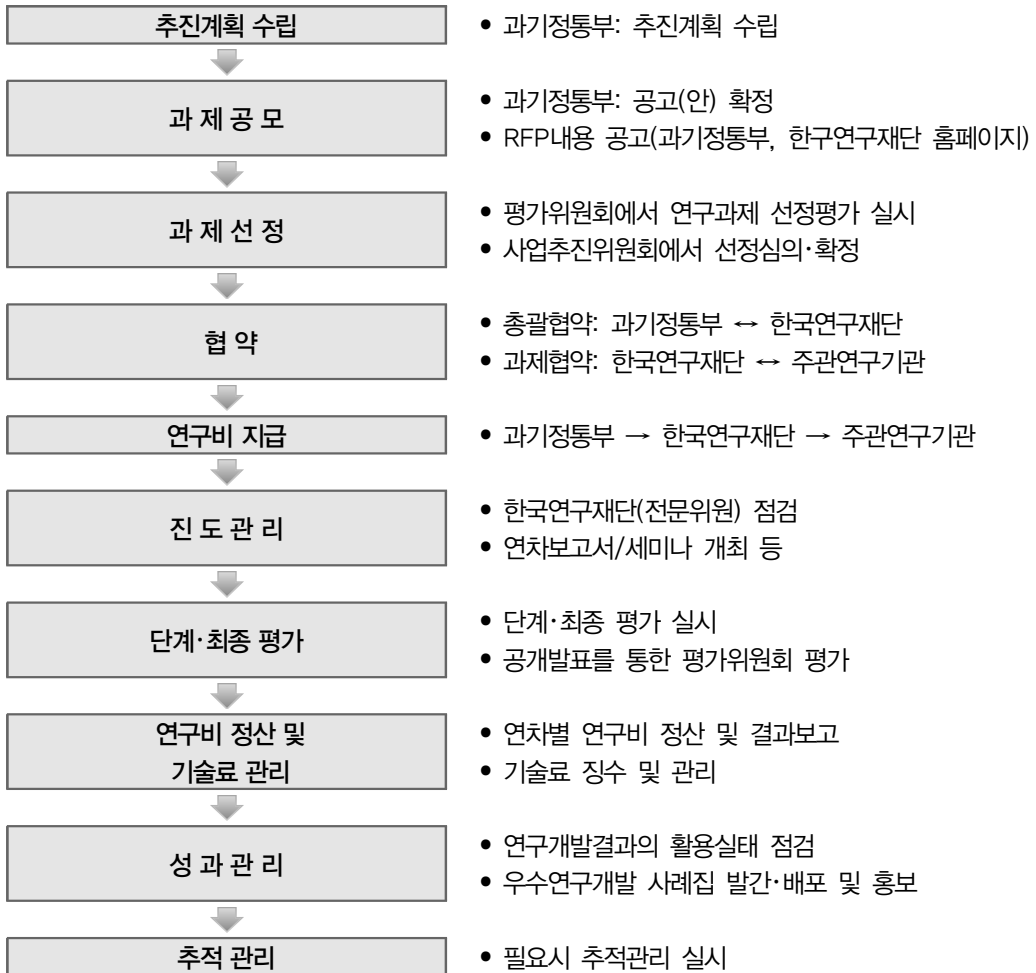 추진계획 수립
• 과기정통부: 추진계획 수립
과 제 공 모
• 과기정통부: 공고(안) 확정
• RFP내용 공고(과기정통부, 한구연구재단 홈페이지)
과 제 선 정
• 평가위원회에서 연구과제 선정평가 실시
• 사업추진위원회에서 선정심의·확정
협 약
• 총괄협약: 과기정통부 ↔ 한국연구재단
• 과제협약: 한국연구재단 ↔ 주관연구기관
연구비 지급
• 과기정통부 → 한국연구재단 → 주관연구기관
진 도 관 리
• 한국연구재단(전문위원) 점검
• 연차보고서/세미나 개최 등
단계·최종 평가
• 단계·최종 평가 실시
• 공개발표를 통한 평가위원회 평가
연구비 정산 및
기술료 관리
• 연차별 연구비 정산 및 결과보고
• 기술료 징수 및 관리
성 과 관 리
• 연구개발결과의 활용실태 점검
• 우수연구개발 사례집 발간·배포 및 홍보
추적 관리
• 필요시 추적관리 실시